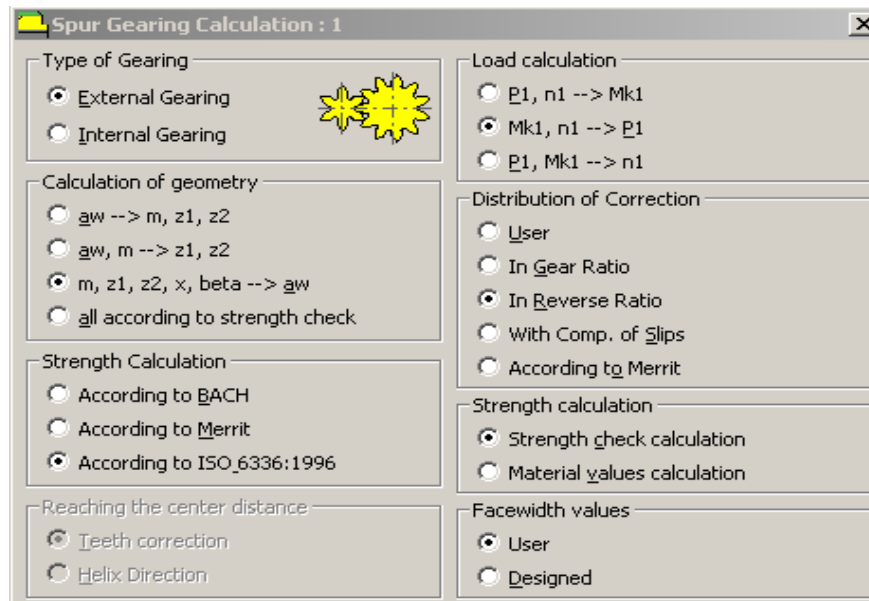 Spur Gearing Calculation : 1
Type of Gearing
External Gearing
Internal Gearing
Calculation of geometry
aw --> m, z1, z2
aw, m --> z1, z2
m, z1, z2, x, beta --> aw
all according to strength check
Strength Calculation
According to BACH
According to Merrit
According to ISO 6336:1996
Reaching the center distance
Teeth correction
Helix Direction
Load calculation
P1, n1 --> Mk1
Mk1, n1 --> P1
P1, Mk1 --> n1
Distribution of Correction
User
In Gear Ratio
In Reverse Ratio
With Comp. of Slips
According to Merrit
Strength calculation
Strength check calculation
Material values calculation
Facewidth values
User
Designed